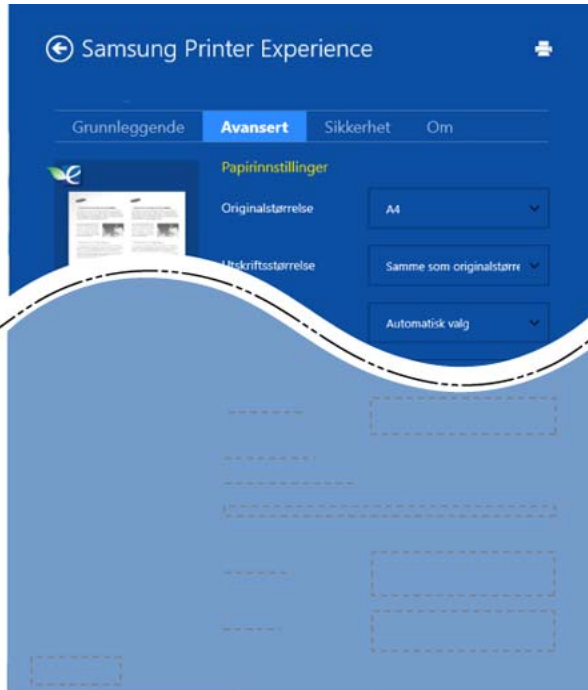 Samsung Printer Experience
Grunnleggende Avansert Sikkerhet Om
Papirinnstillinger
Originalstørrelse A4
Utskriftsstørrelse Samme som originalstørre
Automatisk valg